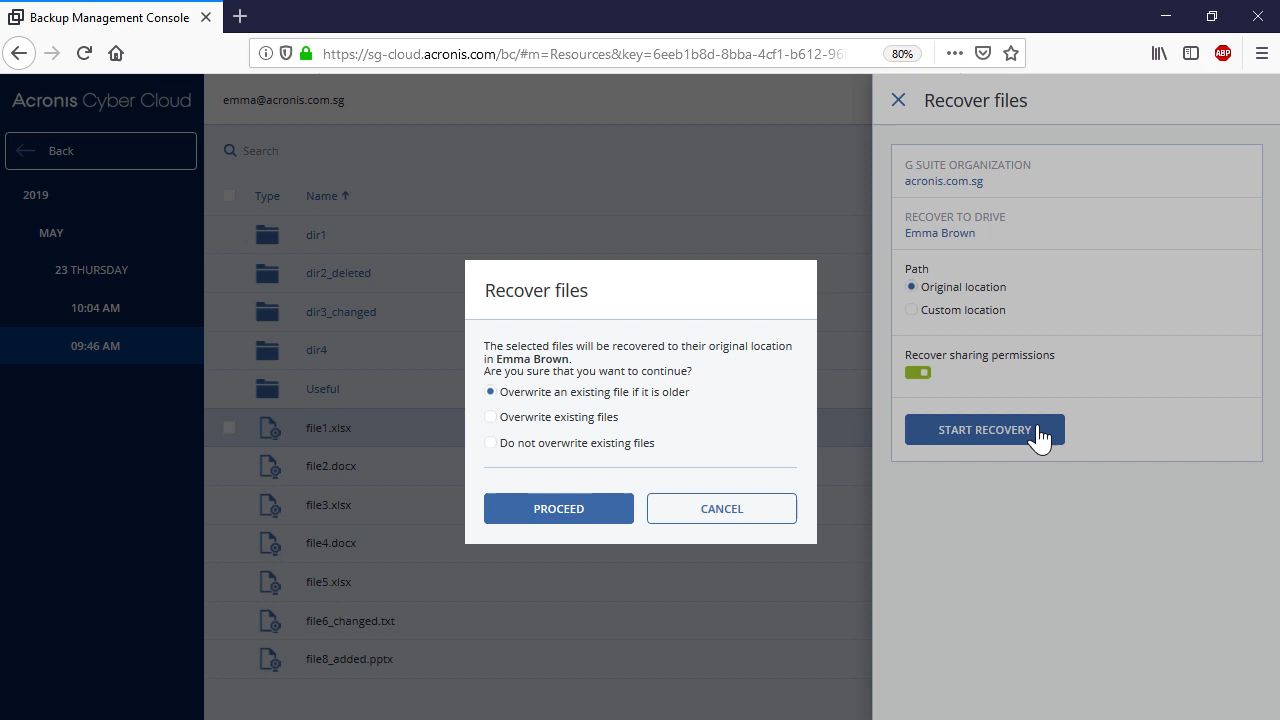 Backup Management Console
https://sg-cloud.acronis.com/bc/#m=Resources&key=6eeb1b8d-8bba-4cf1-b612-96
80%
ABP
Acronis Cyber Cloud
emma@acronis.com.sg
Recover files
Back
Search
2019
Type Name
MAY
23 THURSDAY
10:04 AM
09:46 AM
dir1
dir2_deleted
dir3_changed
dir4
Useful
file1.xlsx
file2.docx
file3.xlsx
file4.docx
file5.xlsx
file6_changed.txt
file8_added.pptx
Recover files
The selected files will be recovered to their original location
in Emma Brown.
Are you sure that you want to continue?
Overwrite an existing file if it is older
Overwrite existing files
Do not overwrite existing files
PROCEED CANCEL
G SUITE ORGANIZATION
acronis.com.sg
RECOVER TO DRIVE
Emma Brown
Path
Original location
Custom location
Recover sharing permissions
START RECOVERY